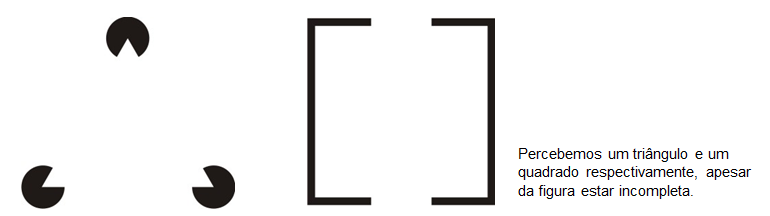 Percebemos um triângulo e um
quadrado respectivamente, apesar
da figura estar incompleta.